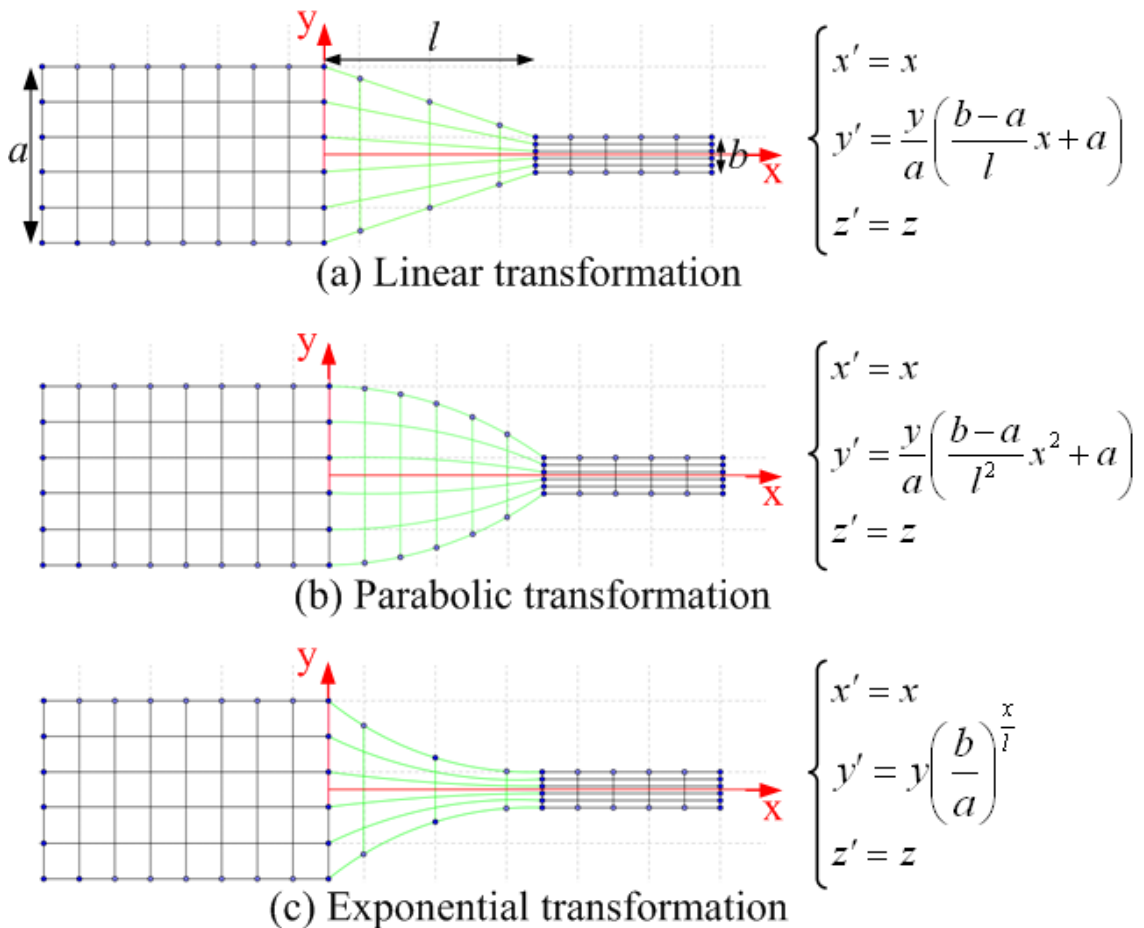 y
l
a
b
x
x′ = x
y′ = y/a ( (b − a)/l x + a )
z′ = z
(a) Linear transformation
y
x
x′ = x
y′ = y/a ( (b − a)/l² x² + a )
z′ = z
(b) Parabolic transformation
y
x
x′ = x
y′ = y ( b/a )^(x/l)
z′ = z
(c) Exponential transformation